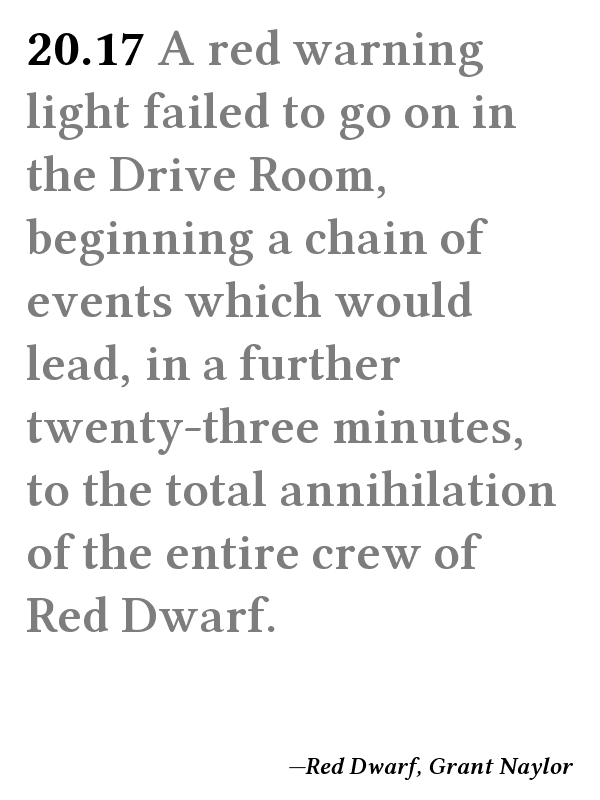 20.17 A red warning
light failed to go on in
the Drive Room,
beginning a chain of
events which would
lead, in a further
twenty-three minutes,
to the total annihilation
of the entire crew of
Red Dwarf.
—Red Dwarf, Grant Naylor